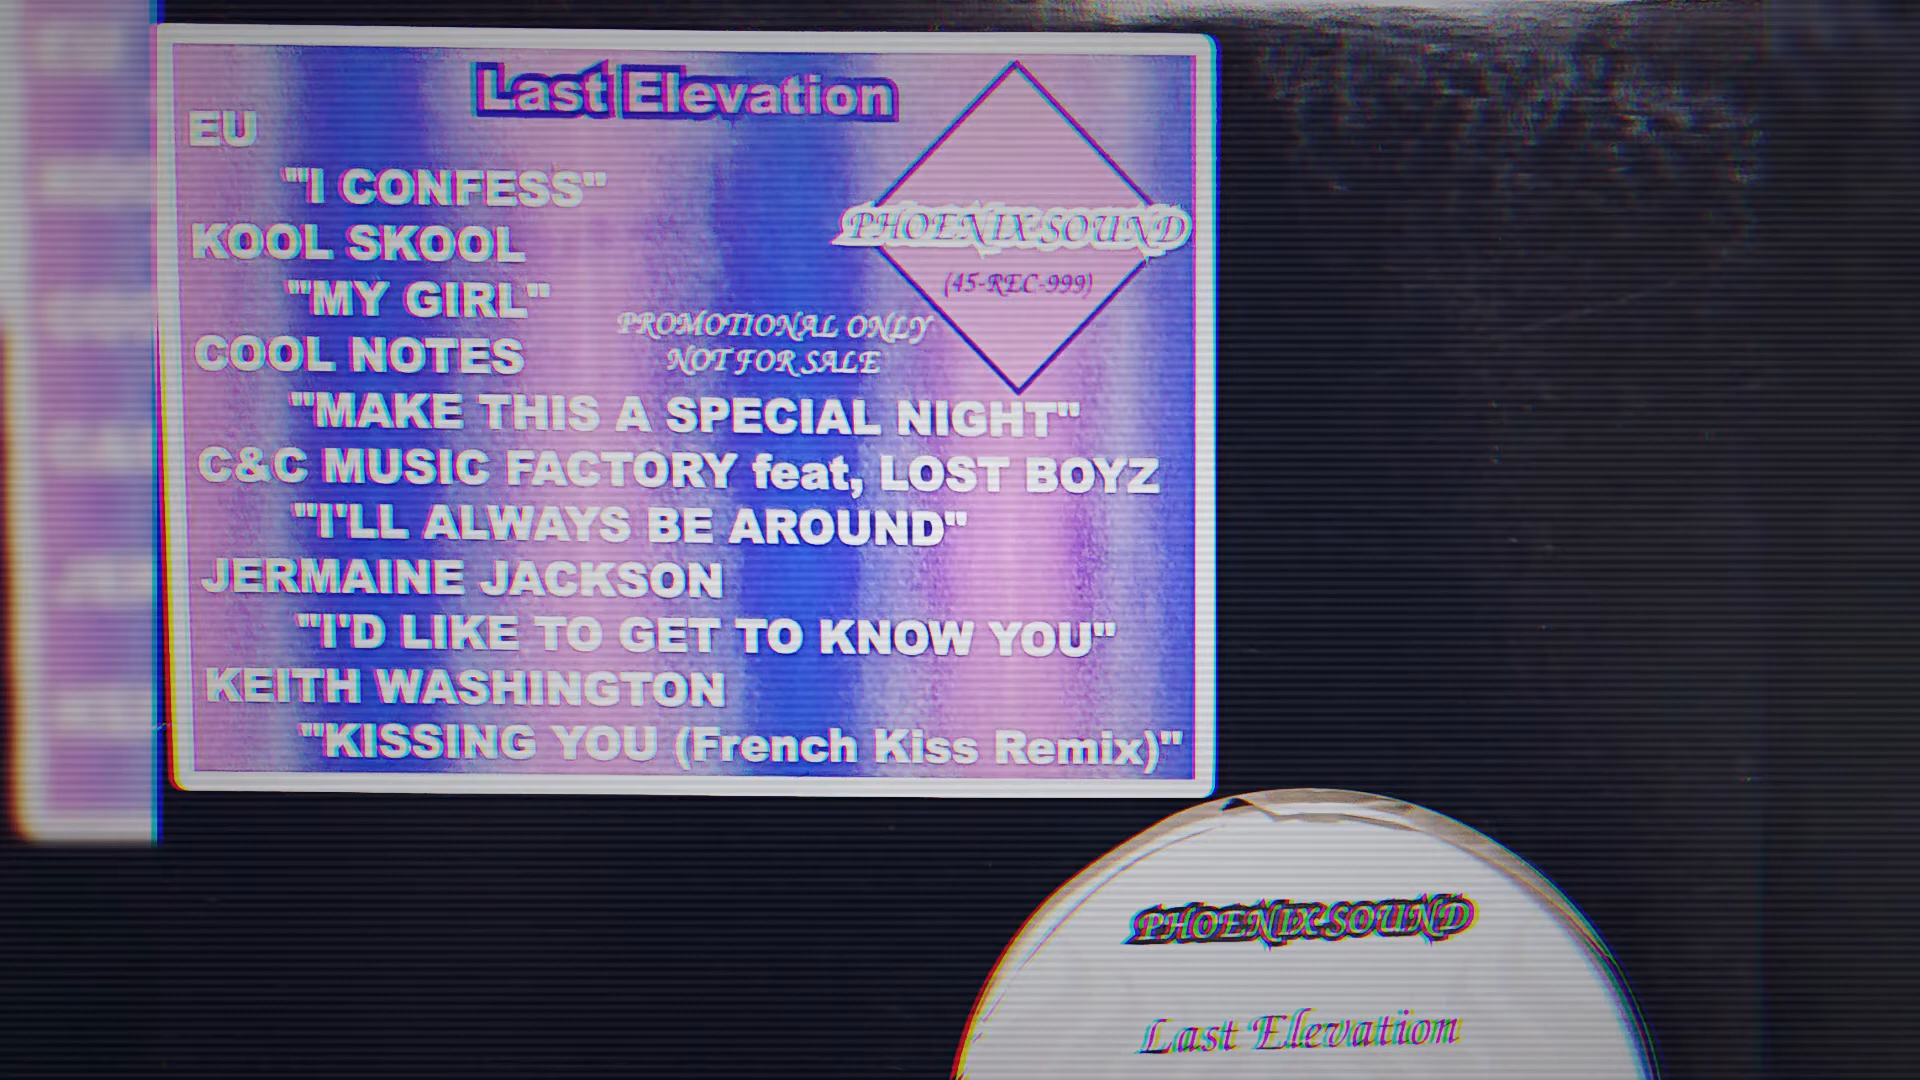 Last Elevation
EU
"I CONFESS"
KOOL SKOOL
"MY GIRL"
COOL NOTES
"MAKE THIS A SPECIAL NIGHT"
C&C MUSIC FACTORY feat, LOST BOYZ
"I'LL ALWAYS BE AROUND"
JERMAINE JACKSON
"I'D LIKE TO GET TO KNOW YOU"
KEITH WASHINGTON
"KISSING YOU (French Kiss Remix)"
PHOENIX SOUND
(45-REC-999)
PROMOTIONAL ONLY
NOT FOR SALE
PHOENIX SOUND
Last Elevation